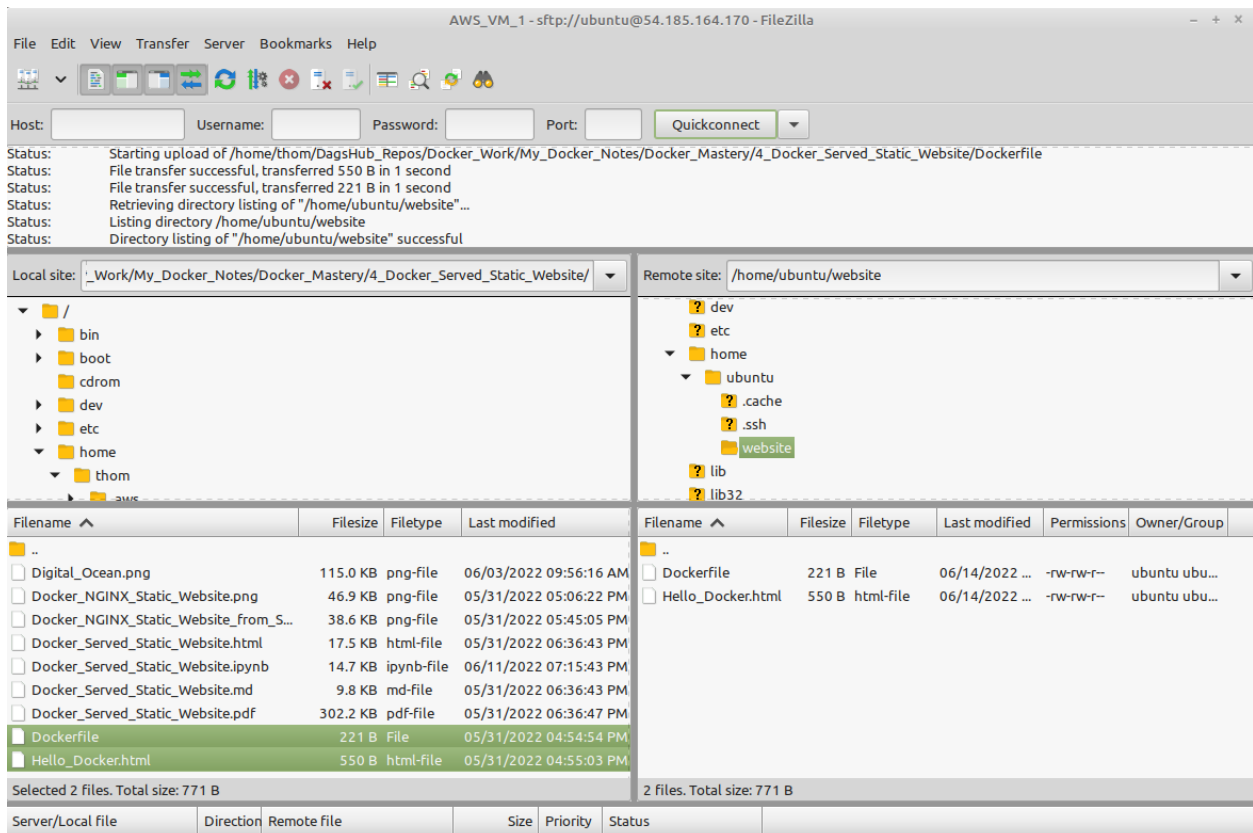 AWS_VM_1 - sftp://ubuntu@54.185.164.170 - FileZilla
File Edit View Transfer Server Bookmarks Help
Host: Username: Password: Port: Quickconnect
Status: Starting upload of /home/thom/DagsHub_Repos/Docker_Work/My_Docker_Notes/Docker_Mastery/4_Docker_Served_Static_Website/Dockerfile
Status: File transfer successful, transferred 550 B in 1 second
Status: File transfer successful, transferred 221 B in 1 second
Status: Retrieving directory listing of "/home/ubuntu/website"...
Status: Listing directory /home/ubuntu/website
Status: Directory listing of "/home/ubuntu/website" successful
Local site: _Work/My_Docker_Notes/Docker_Mastery/4_Docker_Served_Static_Website/
/
bin
boot
cdrom
dev
etc
home
thom
Filename Filesize Filetype Last modified
..
Digital_Ocean.png 115.0 KB png-file 06/03/2022 09:56:16 AM
Docker_NGINX_Static_Website.png 46.9 KB png-file 05/31/2022 05:06:22 PM
Docker_NGINX_Static_Website_from_S... 38.6 KB png-file 05/31/2022 05:45:05 PM
Docker_Served_Static_Website.html 17.5 KB html-file 05/31/2022 06:36:43 PM
Docker_Served_Static_Website.ipynb 14.7 KB ipynb-file 06/11/2022 07:15:43 PM
Docker_Served_Static_Website.md 9.8 KB md-file 05/31/2022 06:36:43 PM
Docker_Served_Static_Website.pdf 302.2 KB pdf-file 05/31/2022 06:36:47 PM
Dockerfile 221 B File 05/31/2022 04:54:54 PM
Hello_Docker.html 550 B html-file 05/31/2022 04:55:03 PM
Selected 2 files. Total size: 771 B
Remote site: /home/ubuntu/website
dev
etc
home
ubuntu
.cache
.ssh
website
lib
lib32
Filename Filesize Filetype Last modified Permissions Owner/Group
..
Dockerfile 221 B File 06/14/2022 ... -rw-rw-r-- ubuntu ubu...
Hello_Docker.html 550 B html-file 06/14/2022 ... -rw-rw-r-- ubuntu ubu...
2 files. Total size: 771 B
Server/Local file Direction Remote file Size Priority Status